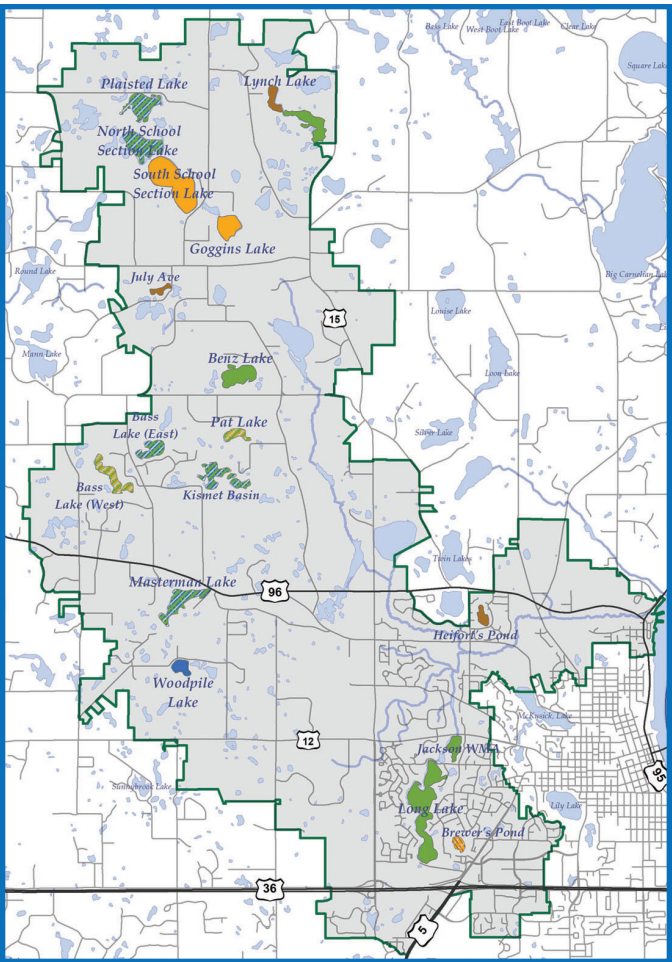 Bass Lake
East Boot Lake
West Boot Lake
Clear Lake
Square Lake
Plaisted Lake
Lynch Lake
North School
Section Lake
South School
Section Lake
Goggins Lake
Round Lake
July Ave
Big Carnelian Lake
15
Louise Lake
Mann Lake
Benz Lake
Loon Lake
Bass
Lake (East)
Pat Lake
Silver Lake
Bass
Lake (West)
Kismet Basin
Twin Lakes
Masterman Lake
96
Heifort's Pond
Woodpile
Lake
McKusick Lake
12
Jackson WMA
95
Sunnybrook Lake
Long Lake
Lily Lake
Brewer's Pond
36
5